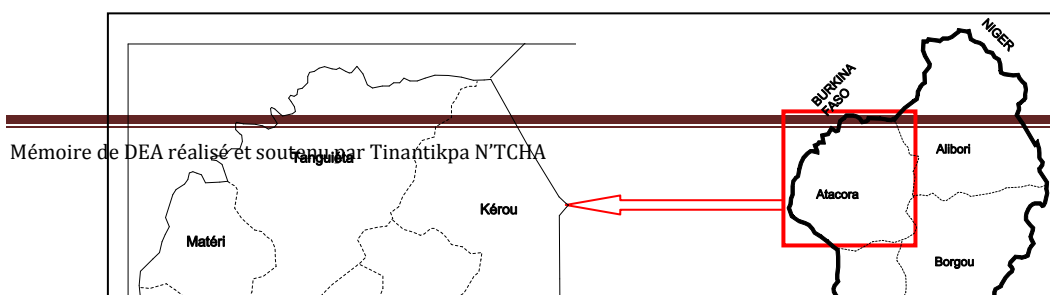 NIGER
BURKINA
FASO
Mémoire de DEA réalisé et soutenu par Tinantikpa N'TCHA
Tanguiéta
Alibori
Atacora
Kérou
Matéri
Borgou